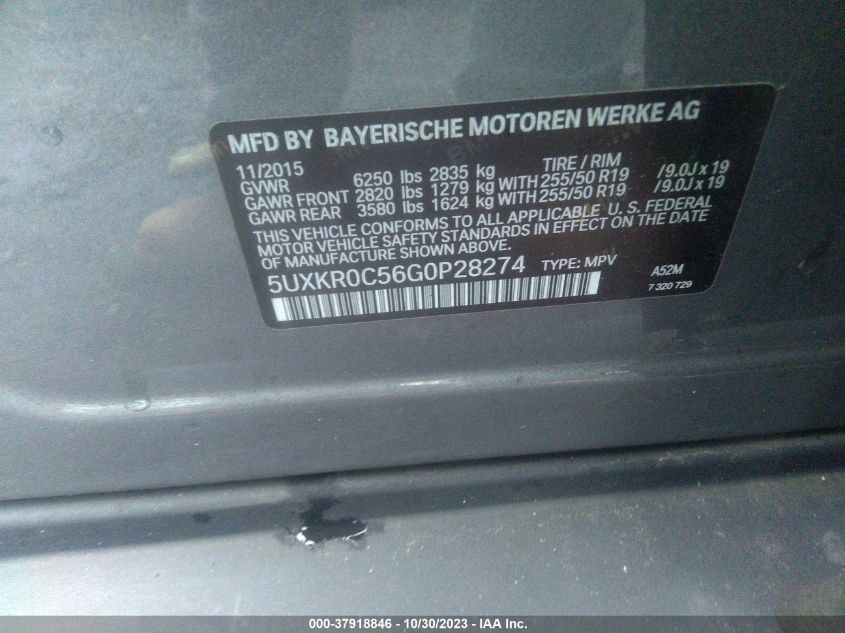 MFD BY BAYERISCHE MOTOREN WERKE AG
11/2015 TIRE / RIM
GVWR 6250 lbs 2835 kg
GAWR FRONT 2820 lbs 1279 kg WITH 255/50 R19 /9.0J x 19
GAWR REAR 3580 lbs 1624 kg WITH 255/50 R19 /9.0J x 19
THIS VEHICLE CONFORMS TO ALL APPLICABLE U. S. FEDERAL
MOTOR VEHICLE SAFETY STANDARDS IN EFFECT ON THE DATE
OF MANUFACTURE SHOWN ABOVE.
5UXKR0C56G0P28274 TYPE: MPV A52M
7 320 729
000-37918846 - 10/30/2023 - IAA Inc.